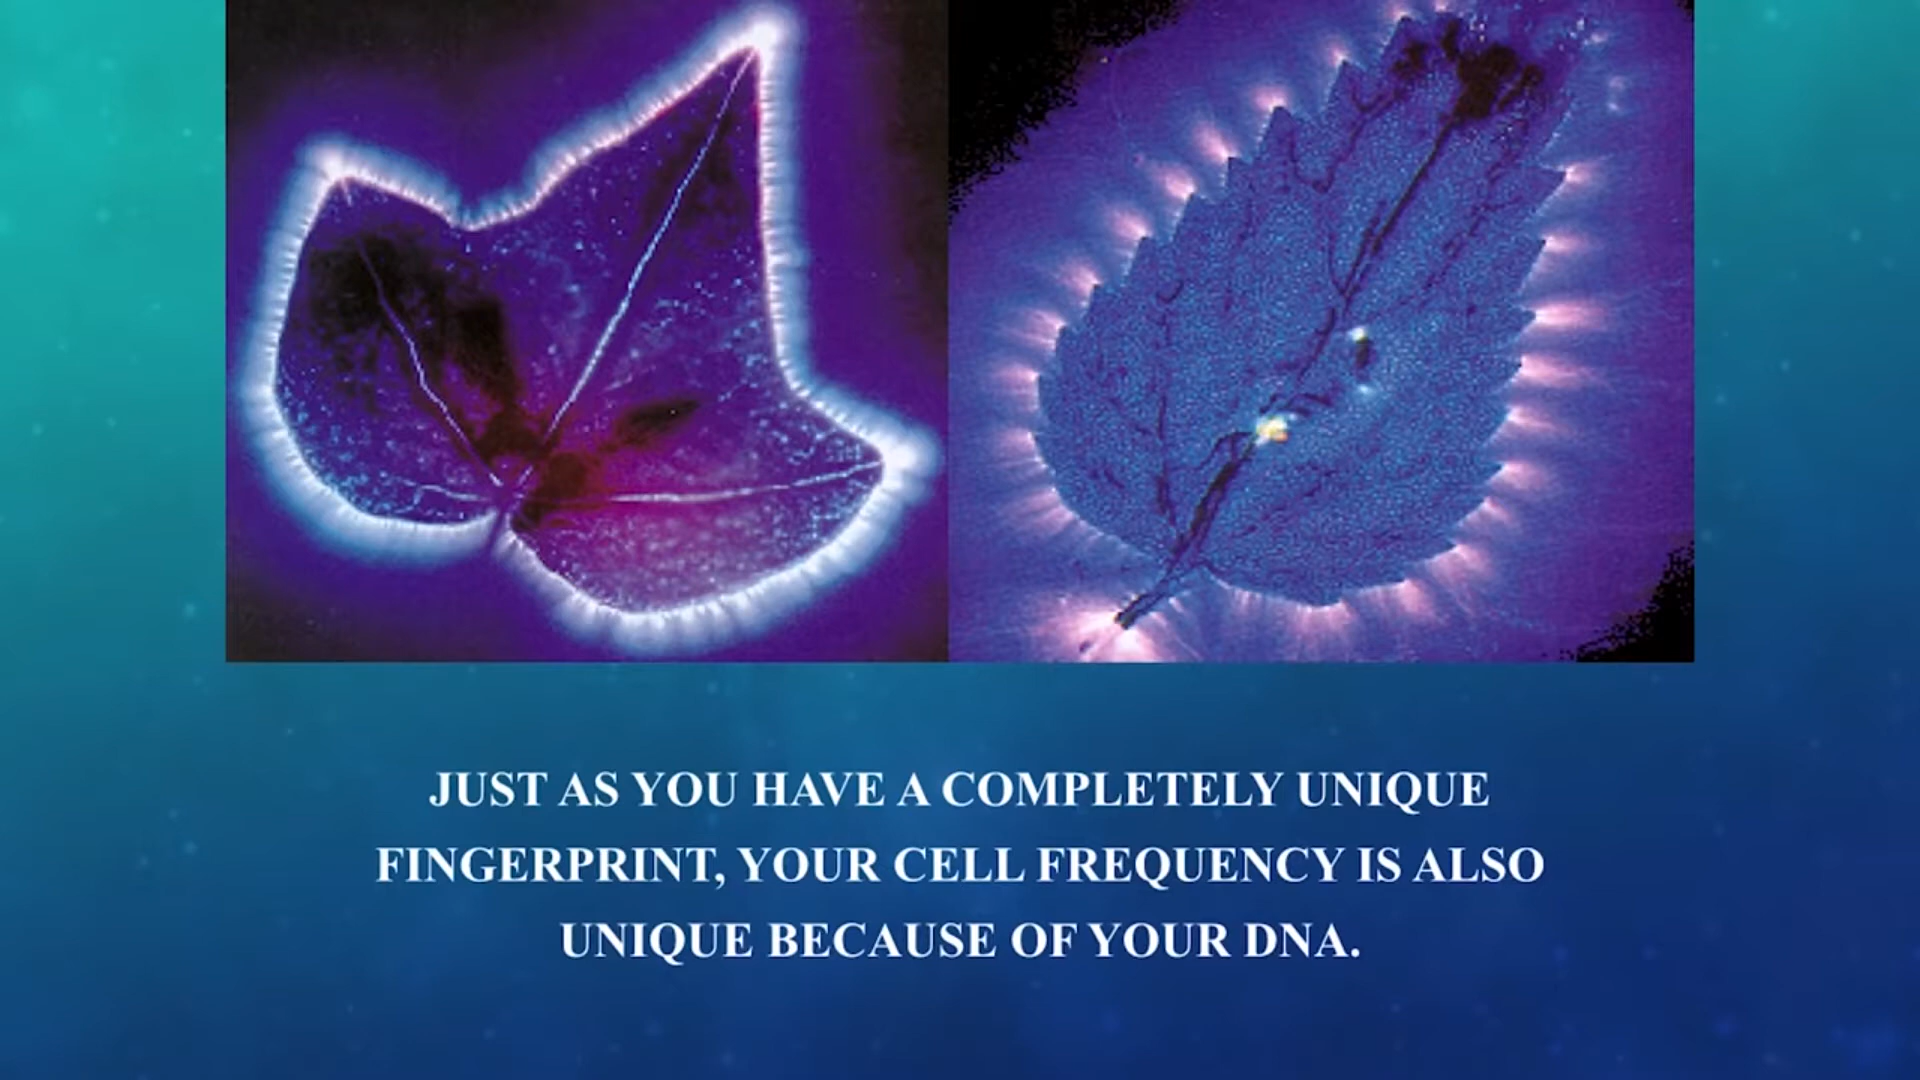 JUST AS YOU HAVE A COMPLETELY UNIQUE
FINGERPRINT, YOUR CELL FREQUENCY IS ALSO
UNIQUE BECAUSE OF YOUR DNA.